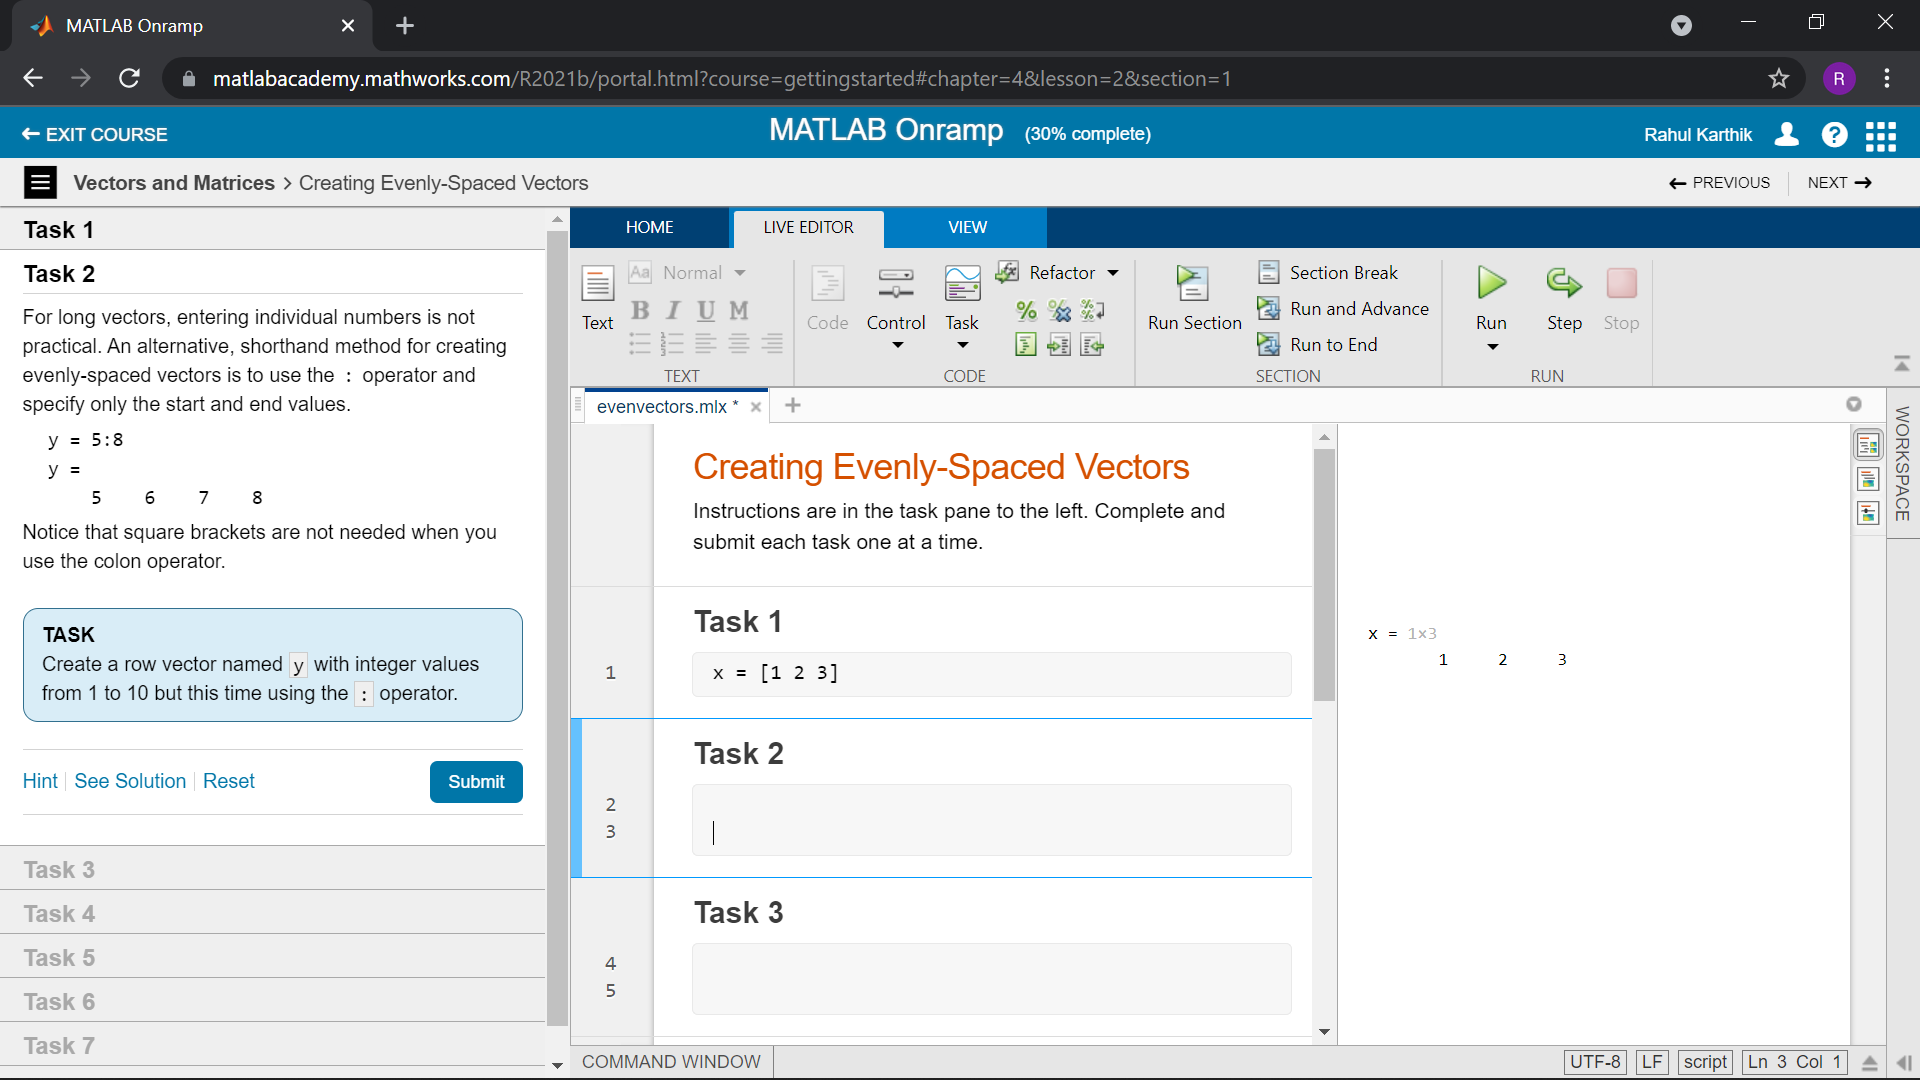 MATLAB Onramp
matlabacademy.mathworks.com/R2021b/portal.html?course=gettingstarted#chapter=4&lesson=2&section=1
R
EXIT COURSE
MATLAB Onramp (30% complete)
Rahul Karthik
?
Vectors and Matrices > Creating Evenly-Spaced Vectors
PREVIOUS
NEXT
Task 1
Task 2
For long vectors, entering individual numbers is not
practical. An alternative, shorthand method for creating
evenly-spaced vectors is to use the : operator and
specify only the start and end values.
y = 5:8
y =
5 6 7 8
Notice that square brackets are not needed when you
use the colon operator.
TASK
Create a row vector named y with integer values
from 1 to 10 but this time using the : operator.
Hint
See Solution
Reset
Submit
Task 3
Task 4
Task 5
Task 6
Task 7
HOME
LIVE EDITOR
VIEW
Text
Aa Normal
B I U M
TEXT
Code
Control
Task
Refactor
CODE
Run Section
Section Break
Run and Advance
Run to End
SECTION
Run
Step
Stop
RUN
evenvectors.mlx *
Creating Evenly-Spaced Vectors
Instructions are in the task pane to the left. Complete and
submit each task one at a time.
Task 1
1 x = [1 2 3]
Task 2
2
3
Task 3
4
5
x = 1×3
1 2 3
WORKSPACE
COMMAND WINDOW
UTF-8
LF
script
Ln 3 Col 1